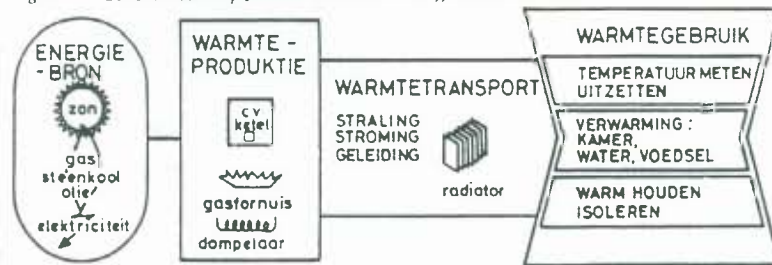 ENERGIE
-BRON
zon
gas
steenkool
olie
elektriciteit
WARMTE -
PRODUKTIE
cv
ketel
gasfornuis
dompelaar
WARMTETRANSPORT
STRALING
STROMING
GELEIDING
radiator
WARMTEGEBRUIK
TEMPERATUUR METEN
UITZETTEN
VERWARMING :
KAMER,
WATER, VOEDSEL
WARM HOUDEN
ISOLEREN